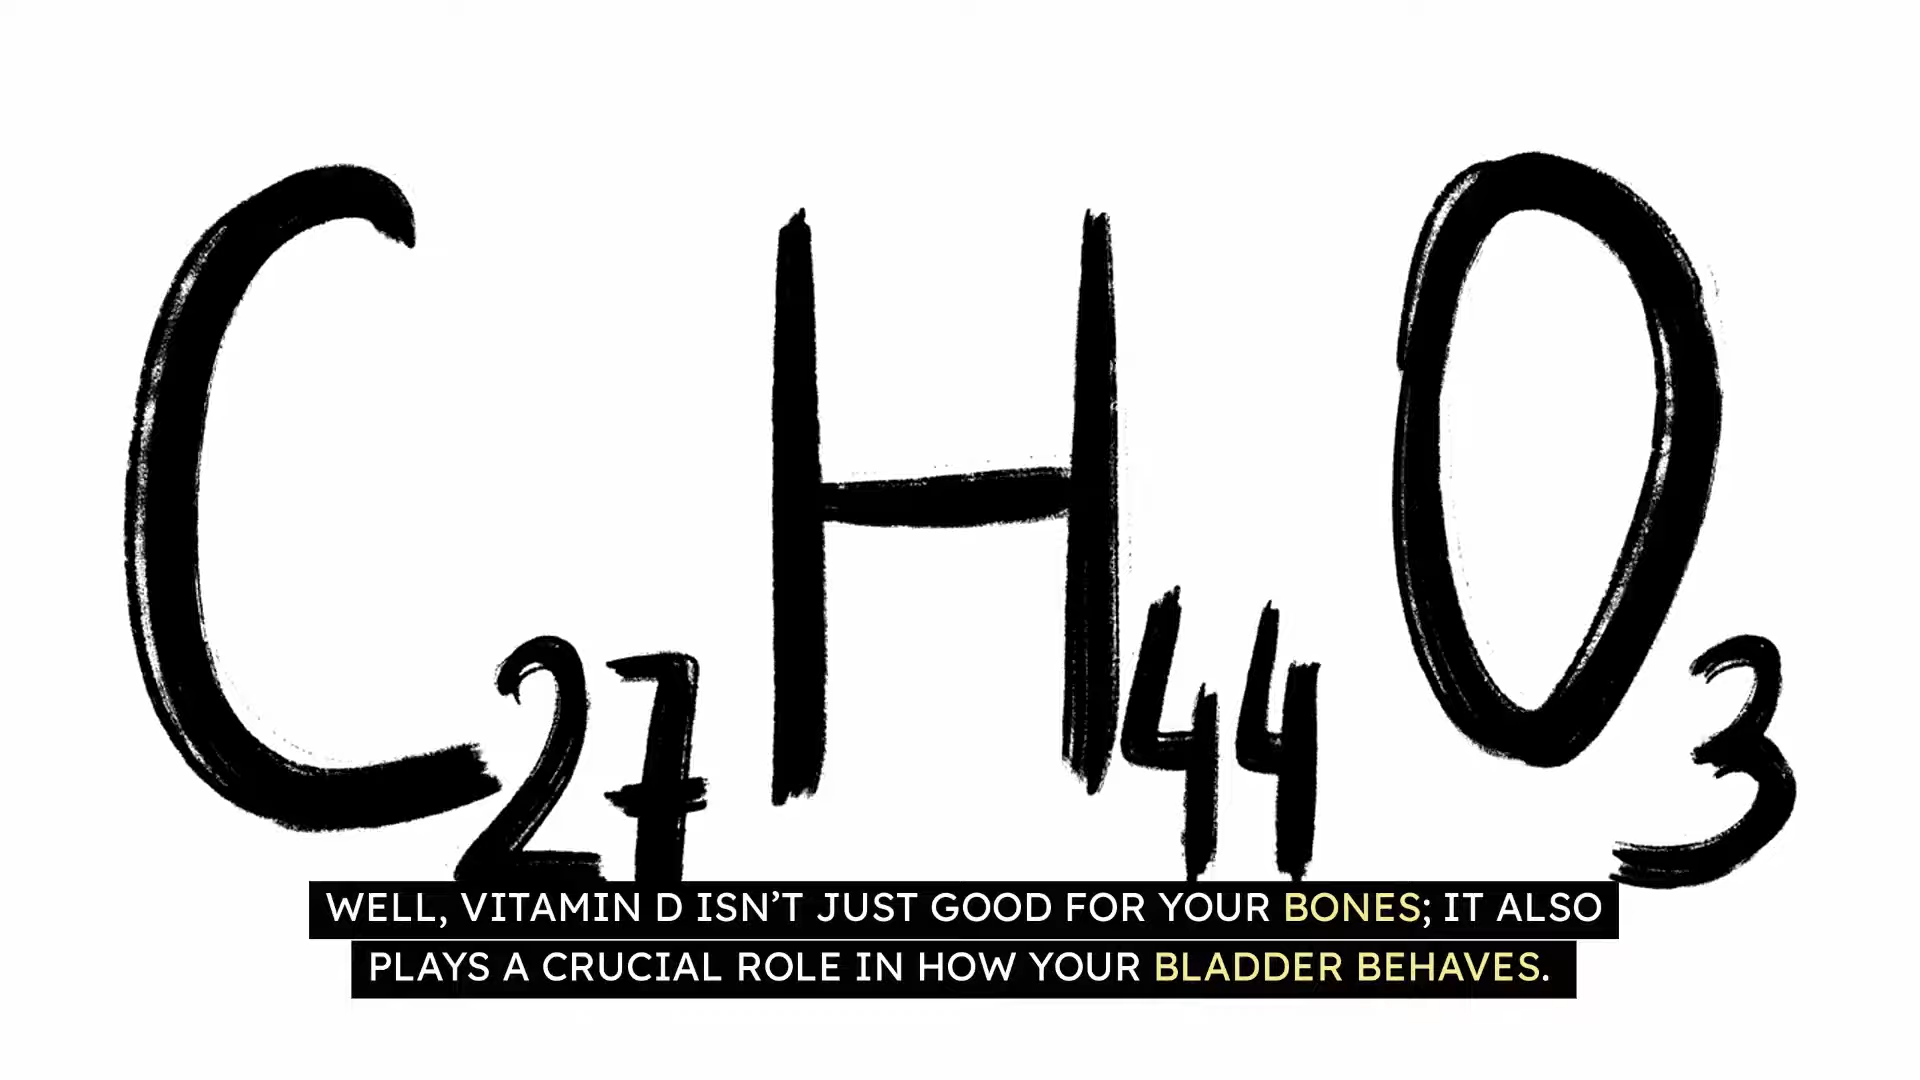 C27H44O3
WELL, VITAMIN D ISN’T JUST GOOD FOR YOUR BONES; IT ALSO
PLAYS A CRUCIAL ROLE IN HOW YOUR BLADDER BEHAVES.